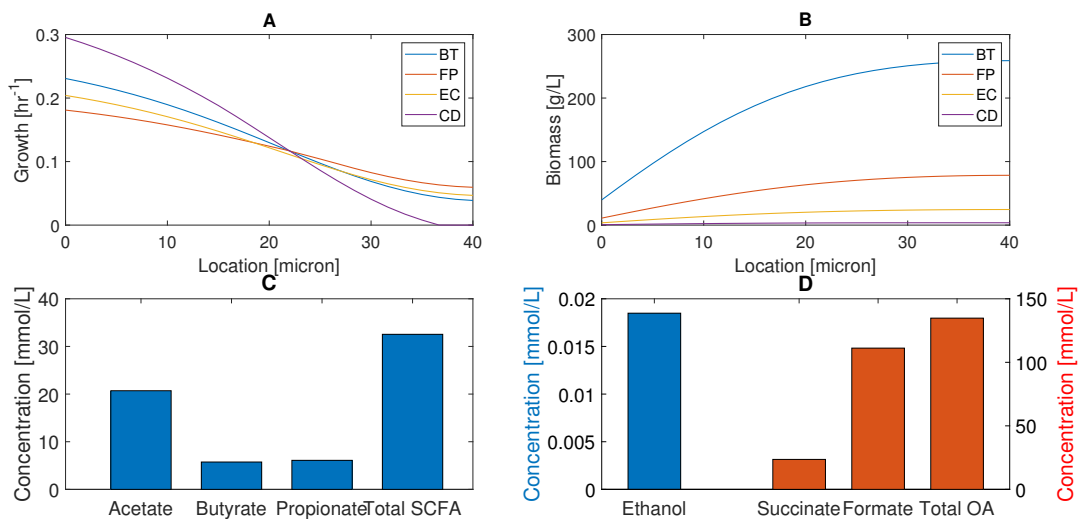 A
Growth [hr⁻¹]
0.3
0.2
0.1
0
0 10 20 30 40
Location [micron]
BT
FP
EC
CD
B
Biomass [g/L]
300
200
100
0
0 10 20 30 40
Location [micron]
BT
FP
EC
CD
C
Concentration [mmol/L]
40
30
20
10
0
Acetate Butyrate Propionate Total SCFA
D
Concentration [mmol/L]
0.02
0.015
0.01
0.005
0
Ethanol Succinate Formate Total OA
150
100
50
0
Concentration [mmol/L]